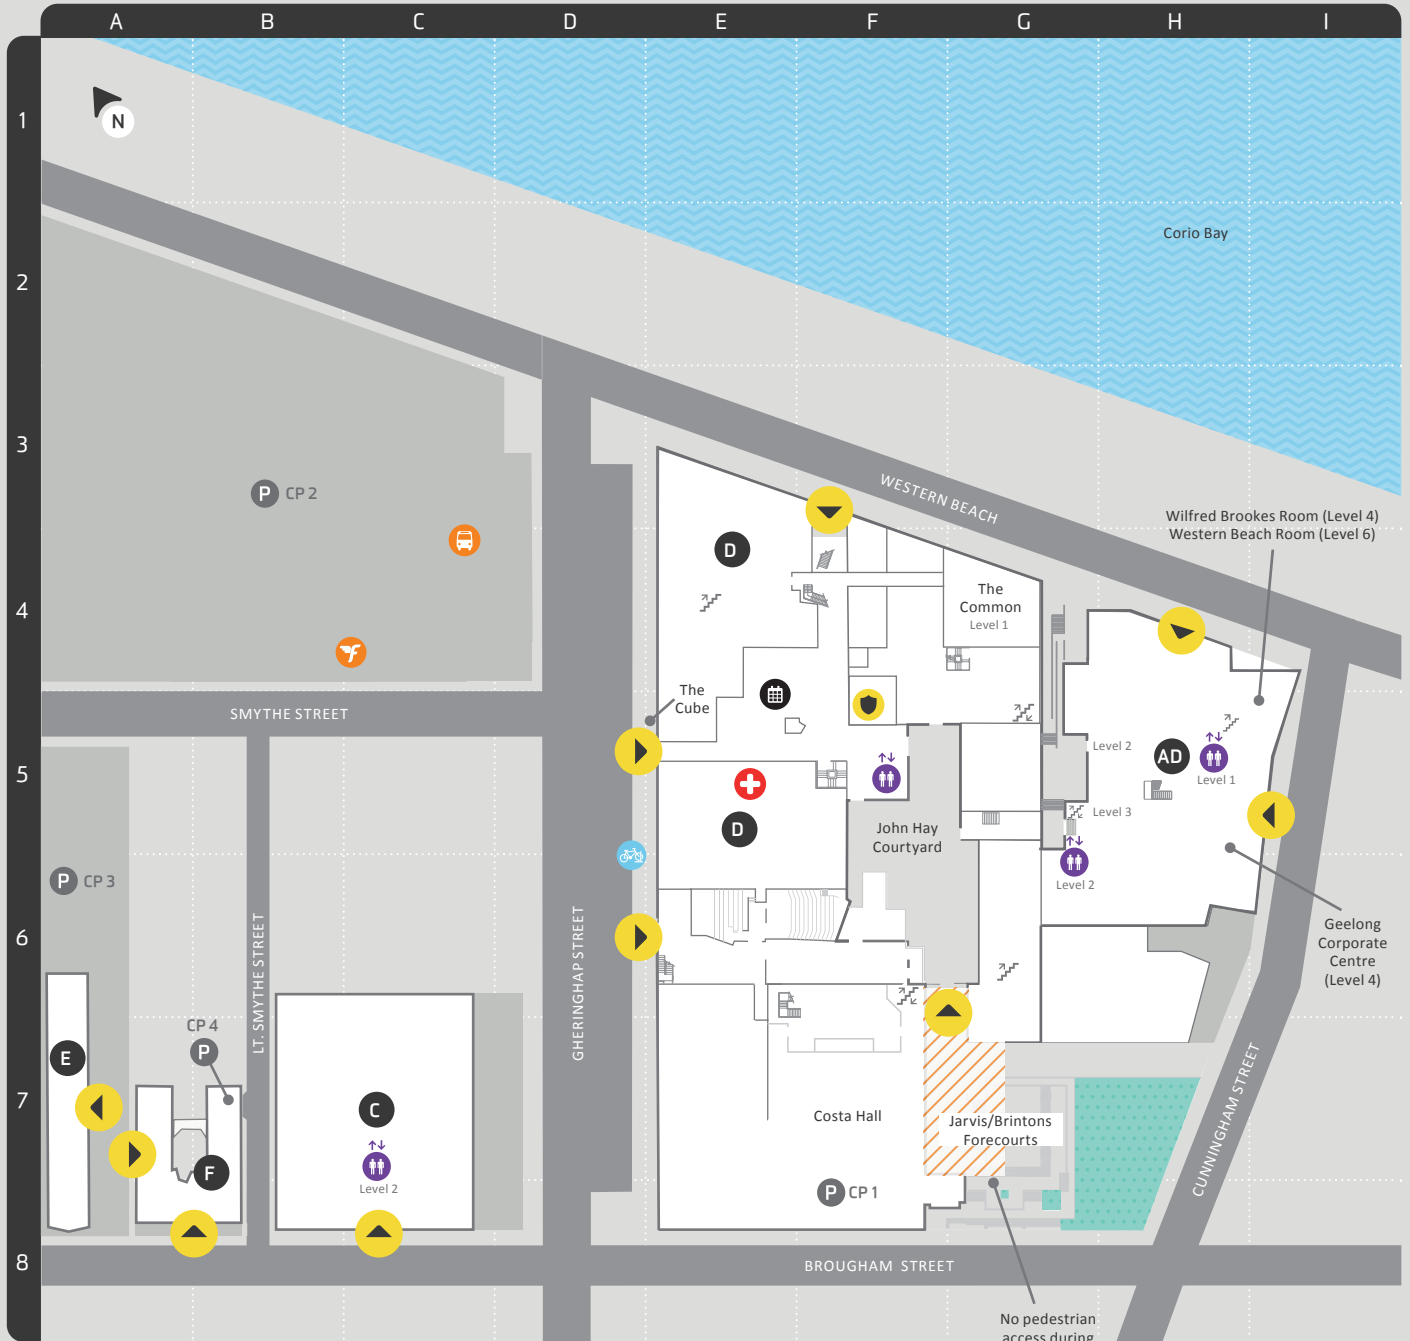 A B C D E F G H I
1
N
Corio Bay
2
3
P CP 2
WESTERN BEACH
Wilfred Brookes Room (Level 4)
Western Beach Room (Level 6)
D
4
The
Common
Level 1
The
Cube
SMYTHE STREET
5
Level 2
AD
Level 1
Level 3
D
John Hay
Courtyard
P CP 3
Level 2
6
LT. SMYTHE STREET
GHERINGHAP STREET
Geelong
Corporate
Centre
(Level 4)
CP 4
P
E
7
C
Costa Hall
Jarvis/Brintons
Forecourts
CUNNINGHAM STREET
F
Level 2
P CP 1
8
BROUGHAM STREET
No pedestrian
access during